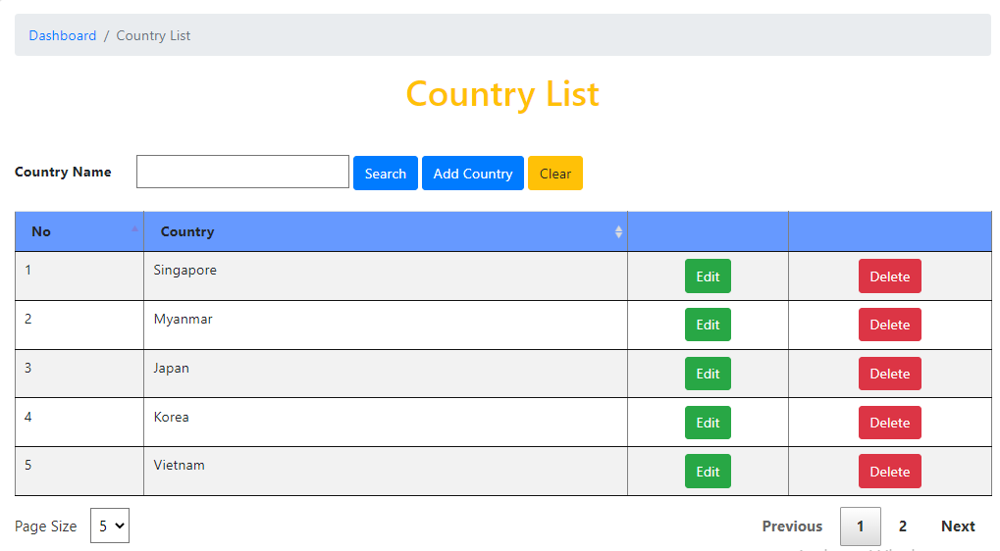 Dashboard / Country List
Country List
Country Name Search Add Country Clear
No Country
1 Singapore Edit Delete
2 Myanmar Edit Delete
3 Japan Edit Delete
4 Korea Edit Delete
5 Vietnam Edit Delete
Page Size 5 Previous 1 2 Next